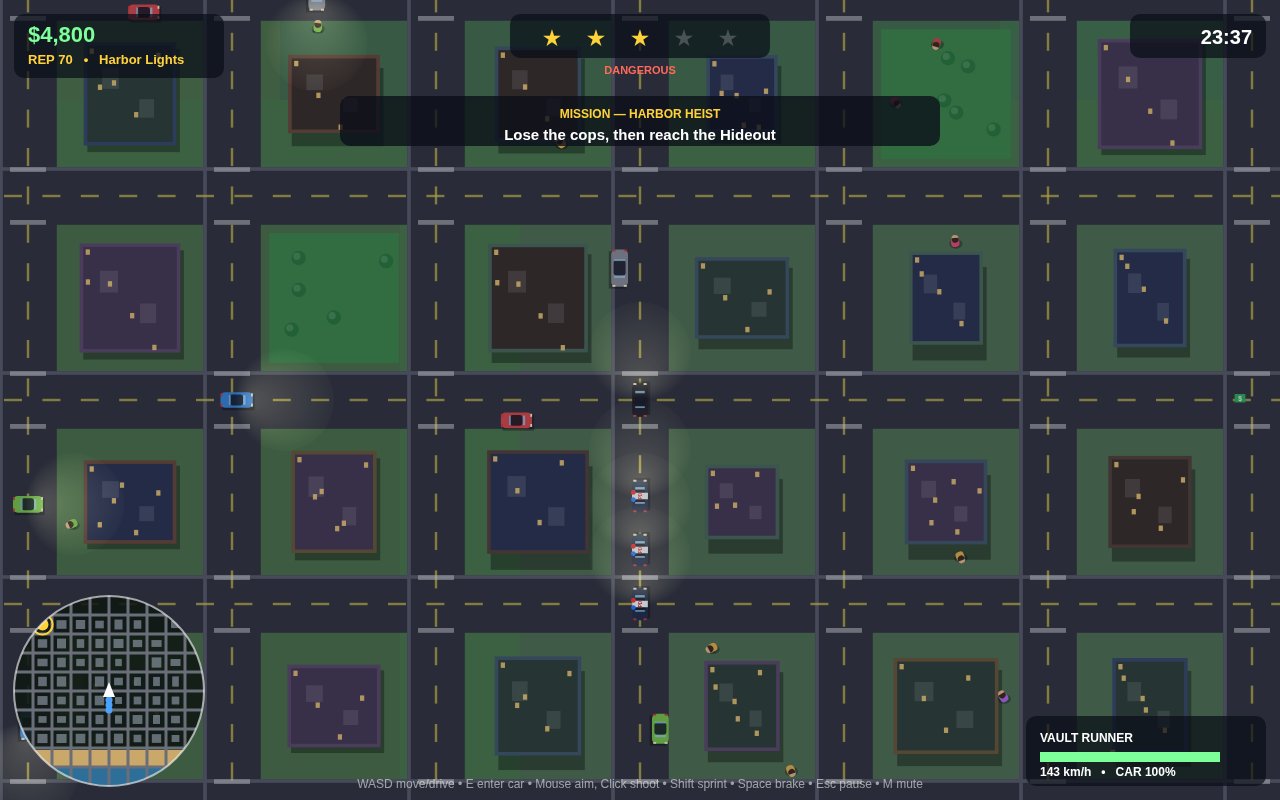 $4,800
REP 70 • Harbor Lights
★ ★ ★ ★ ★
DANGEROUS
23:37
MISSION — HARBOR HEIST
Lose the cops, then reach the Hideout
$
VAULT RUNNER
143 km/h • CAR 100%
WASD move/drive • E enter car • Mouse aim, Click shoot • Shift sprint • Space brake • Esc pause • M mute